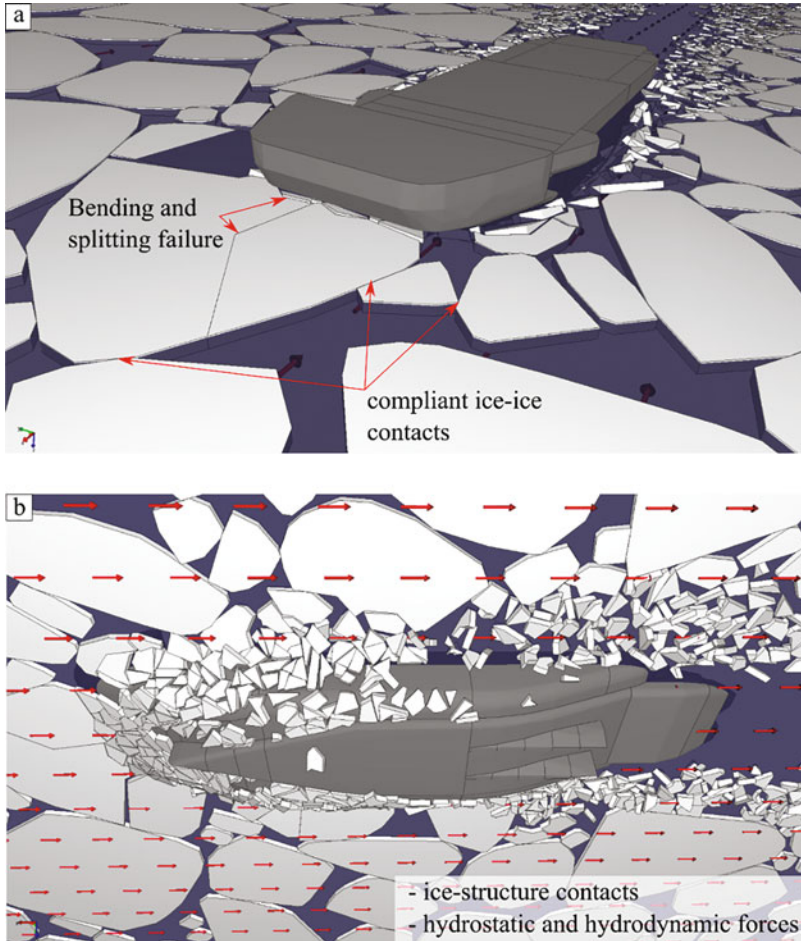 a
Bending and
splitting failure
compliant ice-ice
contacts
b
- ice-structure contacts
- hydrostatic and hydrodynamic forces